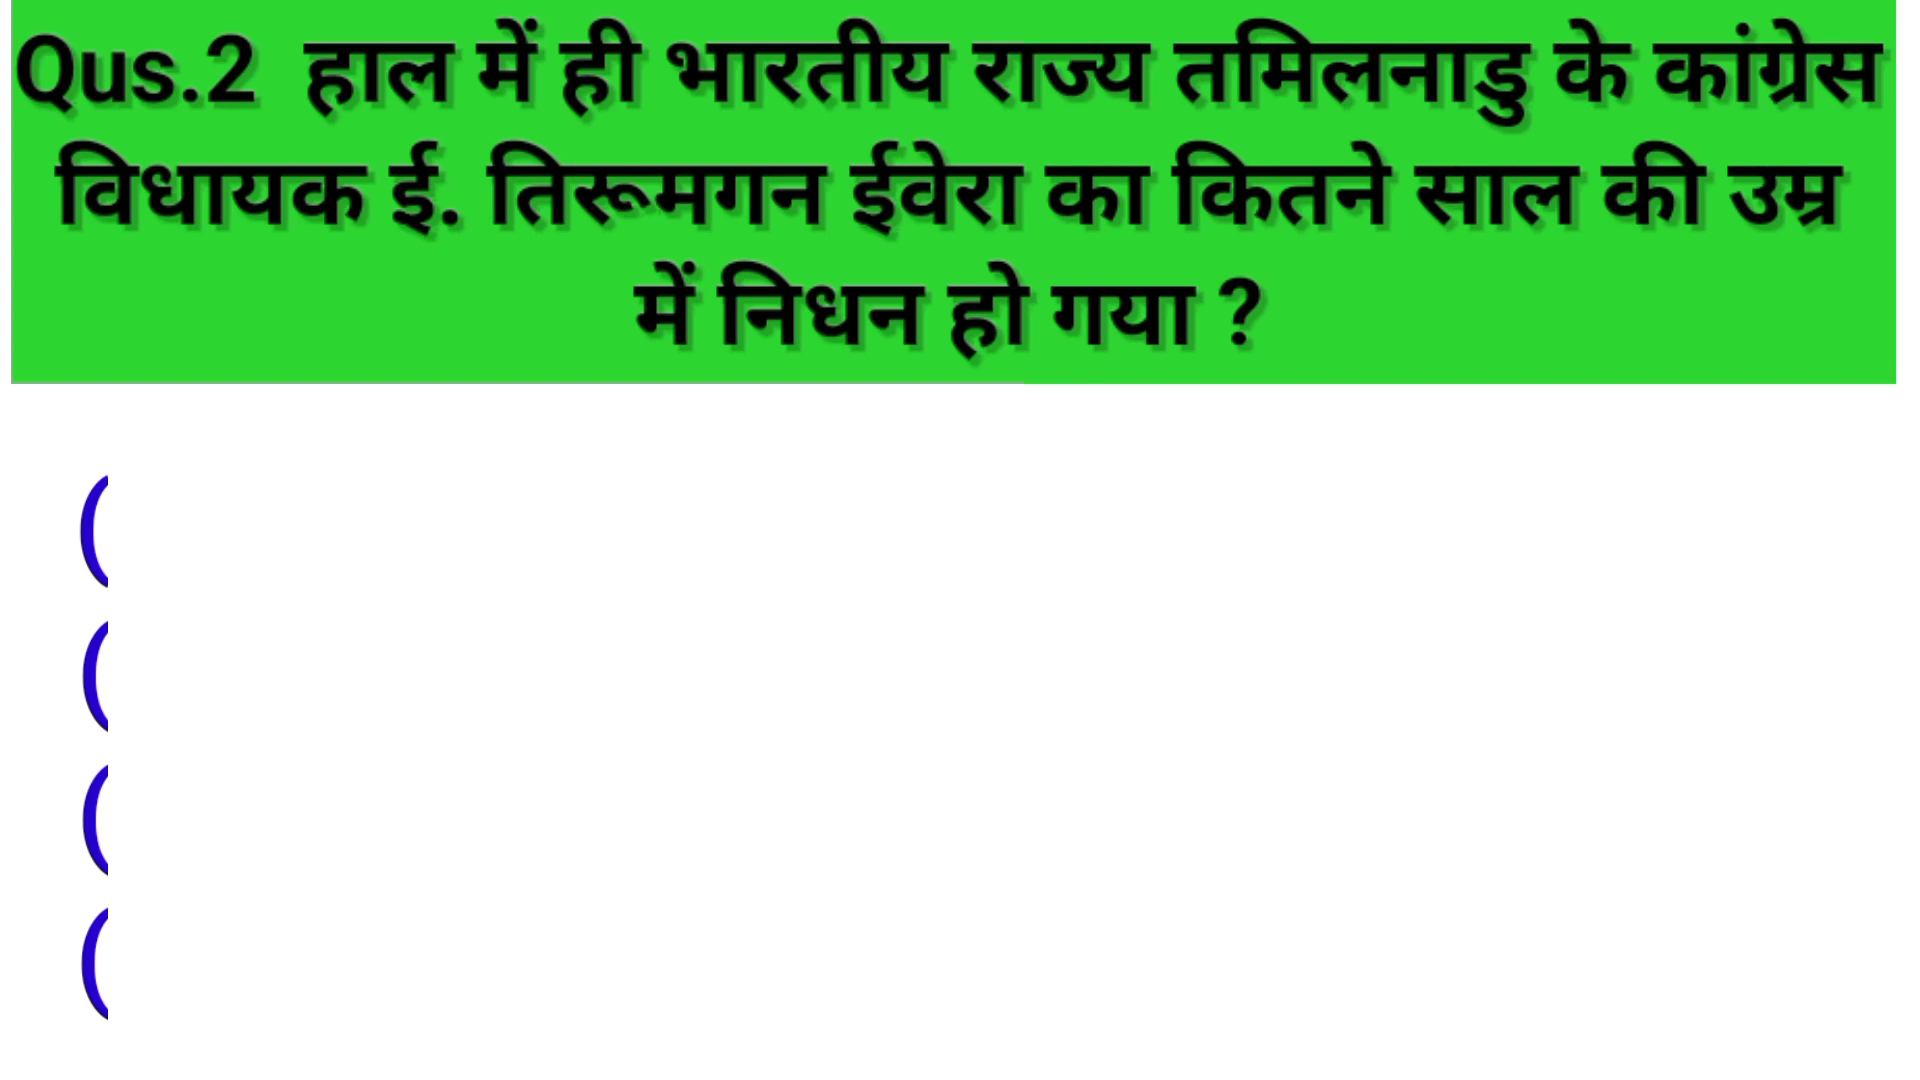 Qus.2 हाल में ही भारतीय राज्य तमिलनाडु के कांग्रेस
विधायक ई. तिरूमगन ईवेरा का कितने साल की उम्र
में निधन हो गया ?
(
(
(
(